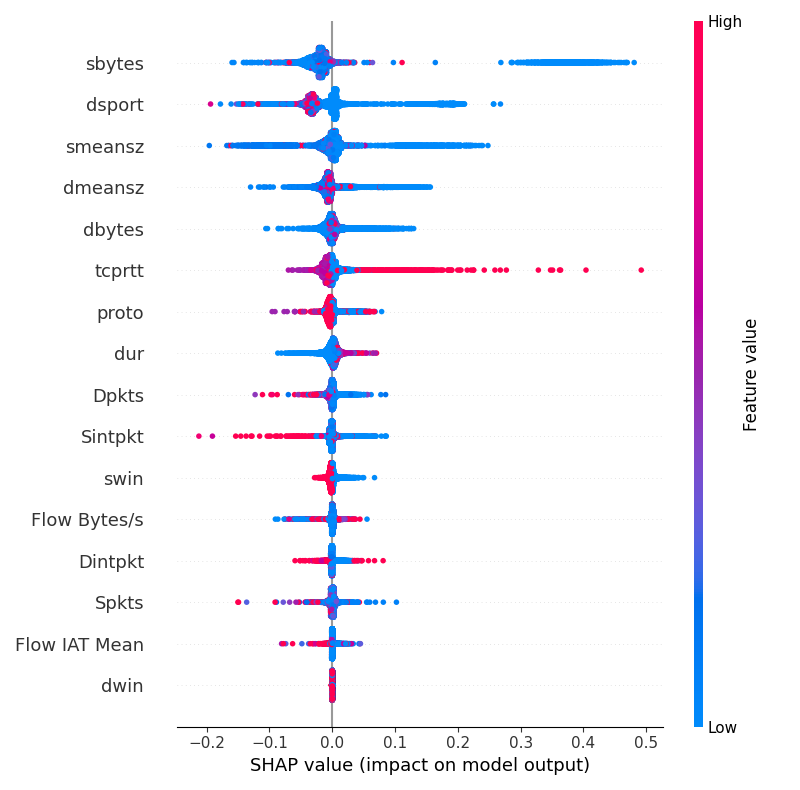 High
sbytes
dsport
smeansz
dmeansz
dbytes
tcprtt
proto
dur
Dpkts
Sintpkt
swin
Flow Bytes/s
Dintpkt
Spkts
Flow IAT Mean
dwin
Feature value
Low
−0.2 −0.1 0.0 0.1 0.2 0.3 0.4 0.5
SHAP value (impact on model output)